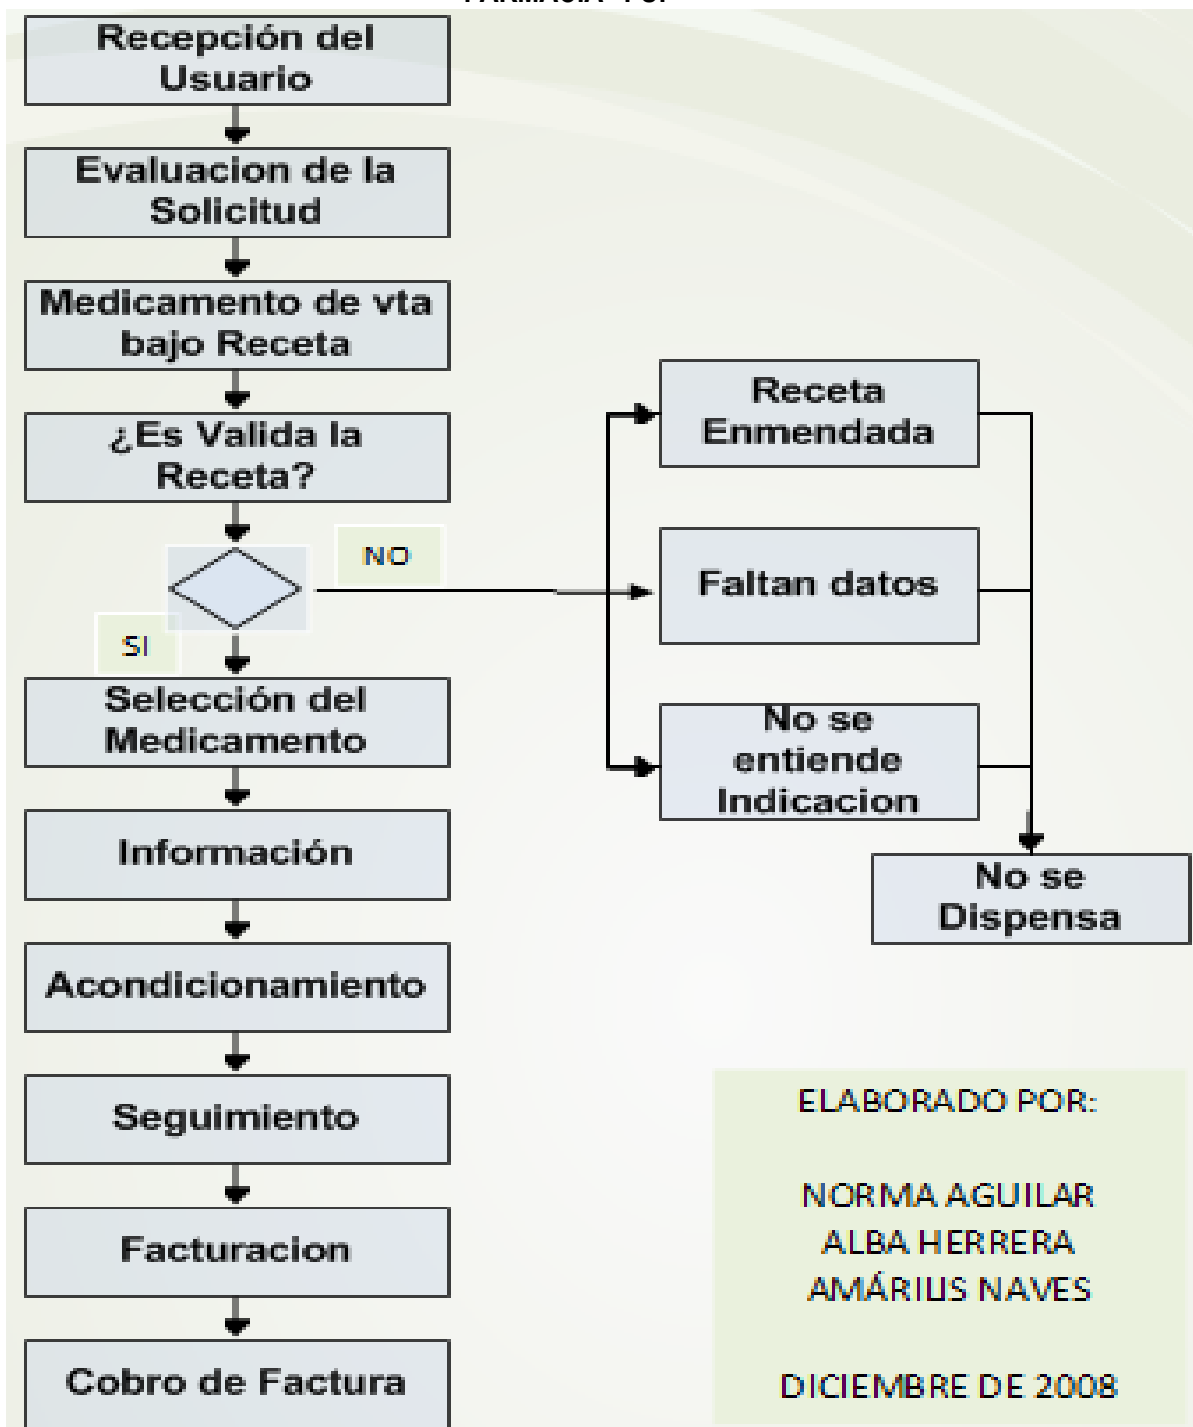 Recepción del
Usuario
Evaluacion de la
Solicitud
Medicamento de vta
bajo Receta
¿Es Valida la
Receta?
NO
SI
Selección del
Medicamento
Información
Acondicionamiento
Seguimiento
Facturacion
Cobro de Factura
Receta
Enmendada
Faltan datos
No se
entiende
Indicacion
No se
Dispensa
ELABORADO POR:
NORMA AGUILAR
ALBA HERRERA
AMÁRILIS NAVES
DICIEMBRE DE 2008